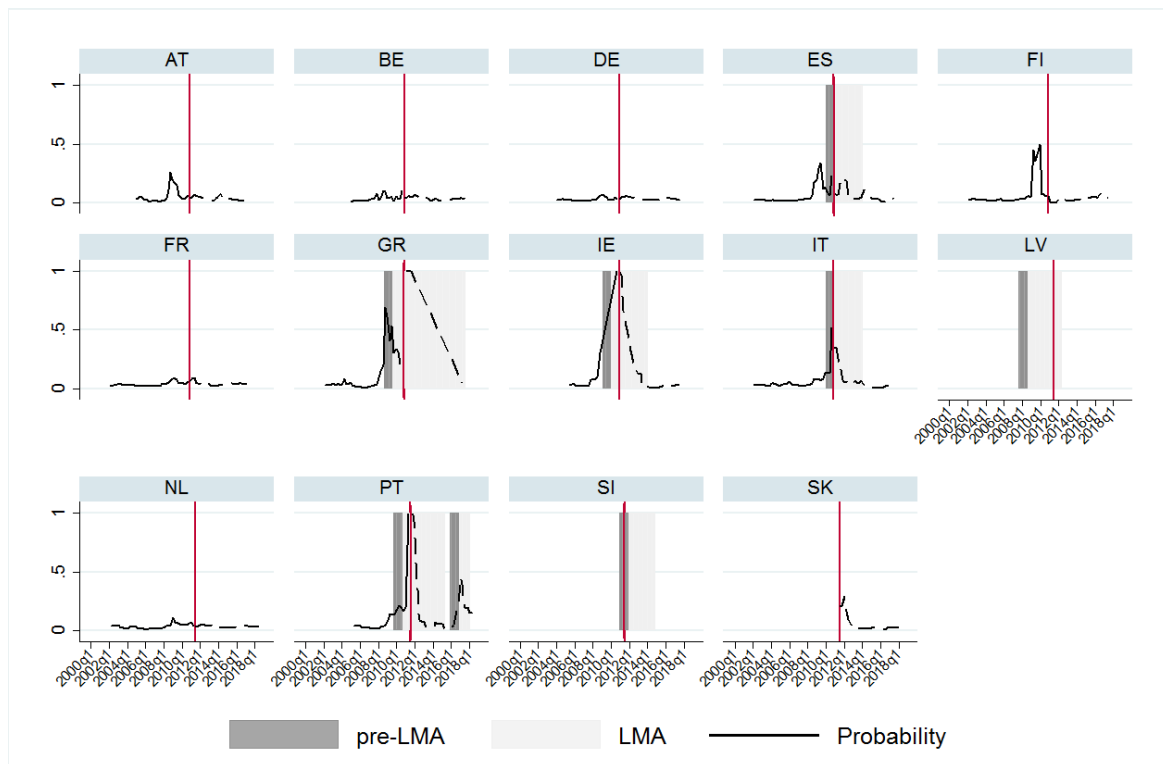 AT BE DE ES FI
1
.5
0
FR GR IE IT LV
1
.5
0
2000q1 2002q1 2004q1 2006q1 2008q1 2010q1 2012q1 2014q1 2016q1 2018q1
NL PT SI SK
1
.5
0
2000q1 2002q1 2004q1 2006q1 2008q1 2010q1 2012q1 2014q1 2016q1 2018q1 2000q1 2002q1 2004q1 2006q1 2008q1 2010q1 2012q1 2014q1 2016q1 2018q1 2000q1 2002q1 2004q1 2006q1 2008q1 2010q1 2012q1 2014q1 2016q1 2018q1 2000q1 2002q1 2004q1 2006q1 2008q1 2010q1 2012q1 2014q1 2016q1 2018q1
pre-LMA LMA Probability